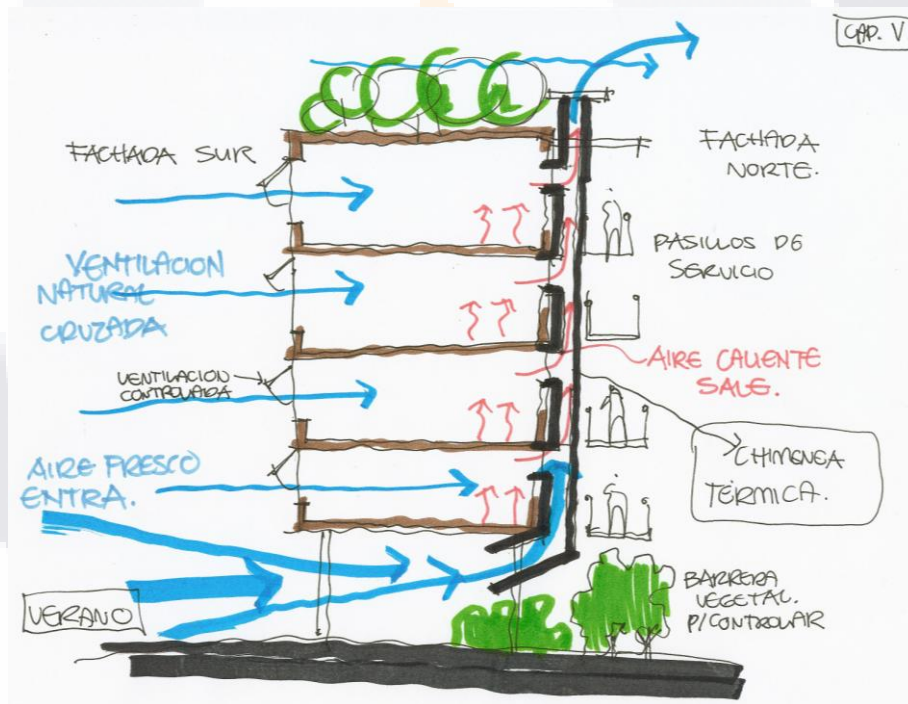 CAP. V
FACHADA SUR
FACHADA
NORTE.
VENTILACION
NATURAL
CRUZADA
PASILLOS DE
SERVICIO
VENTILACION
CONTROLADA
AIRE CALIENTE
SALE.
AIRE FRESCO
ENTRA.
CHIMENEA
TÉRMICA.
VERANO
BARRERA
VEGETAL.
P/CONTROLAR